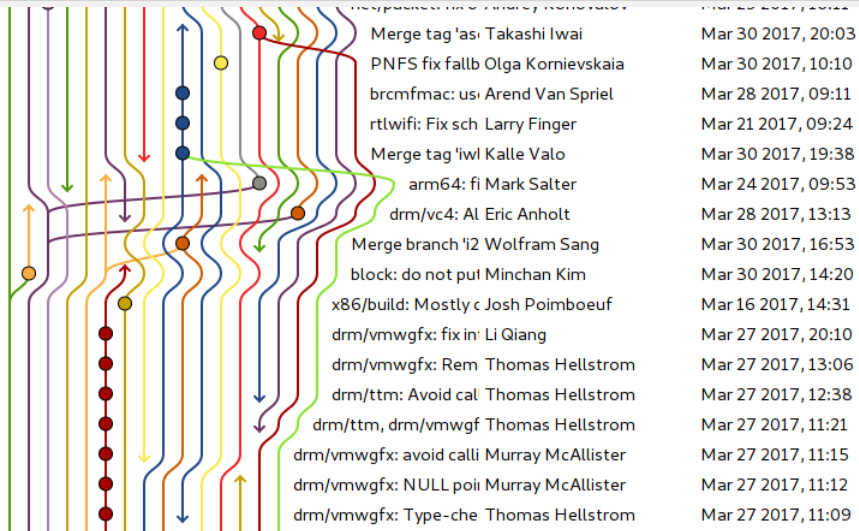 Merge tag 'as Takashi Iwai Mar 30 2017, 20:03
PNFS fix fallb Olga Kornievskaia Mar 30 2017, 10:10
brcmfmac: us Arend Van Spriel Mar 28 2017, 09:11
rtlwifi: Fix sch Larry Finger Mar 21 2017, 09:24
Merge tag 'iwl Kalle Valo Mar 30 2017, 19:38
arm64: fi Mark Salter Mar 24 2017, 09:53
drm/vc4: Al Eric Anholt Mar 28 2017, 13:13
Merge branch 'i2 Wolfram Sang Mar 30 2017, 16:53
block: do not put Minchan Kim Mar 30 2017, 14:20
x86/build: Mostly c Josh Poimboeuf Mar 16 2017, 14:31
drm/vmwgfx: fix in Li Qiang Mar 27 2017, 20:10
drm/vmwgfx: Rem Thomas Hellstrom Mar 27 2017, 13:06
drm/ttm: Avoid cal Thomas Hellstrom Mar 27 2017, 12:38
drm/ttm, drm/vmwgf Thomas Hellstrom Mar 27 2017, 11:21
drm/vmwgfx: avoid calli Murray McAllister Mar 27 2017, 11:15
drm/vmwgfx: NULL poi Murray McAllister Mar 27 2017, 11:12
drm/vmwgfx: Type-che Thomas Hellstrom Mar 27 2017, 11:09